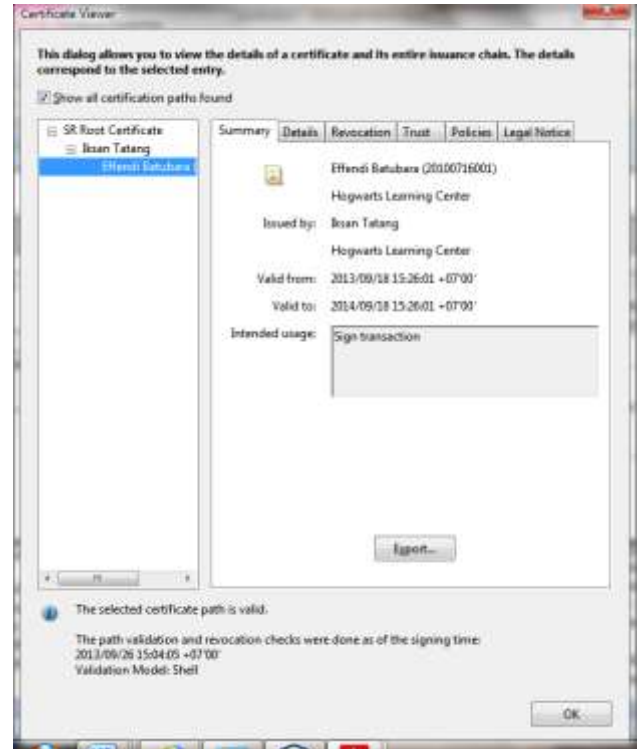 Certificate Viewer
This dialog allows you to view the details of a certificate and its entire issuance chain. The details
correspond to the selected entry.
Show all certification paths found
SR Root Certificate
Iksan Tatang
Effendi Batubara (
Summary Details Revocation Trust Policies Legal Notice
Effendi Batubara (20100716001)
Hogwarts Learning Center
Issued by: Iksan Tatang
Hogwarts Learning Center
Valid from: 2013/09/18 15:26:01 +07'00'
Valid to: 2014/09/18 15:26:01 +07'00'
Intended usage: Sign transaction
Export...
The selected certificate path is valid.
The path validation and revocation checks were done as of the signing time:
2013/09/26 15:04:05 +07'00'
Validation Model: Shell
OK